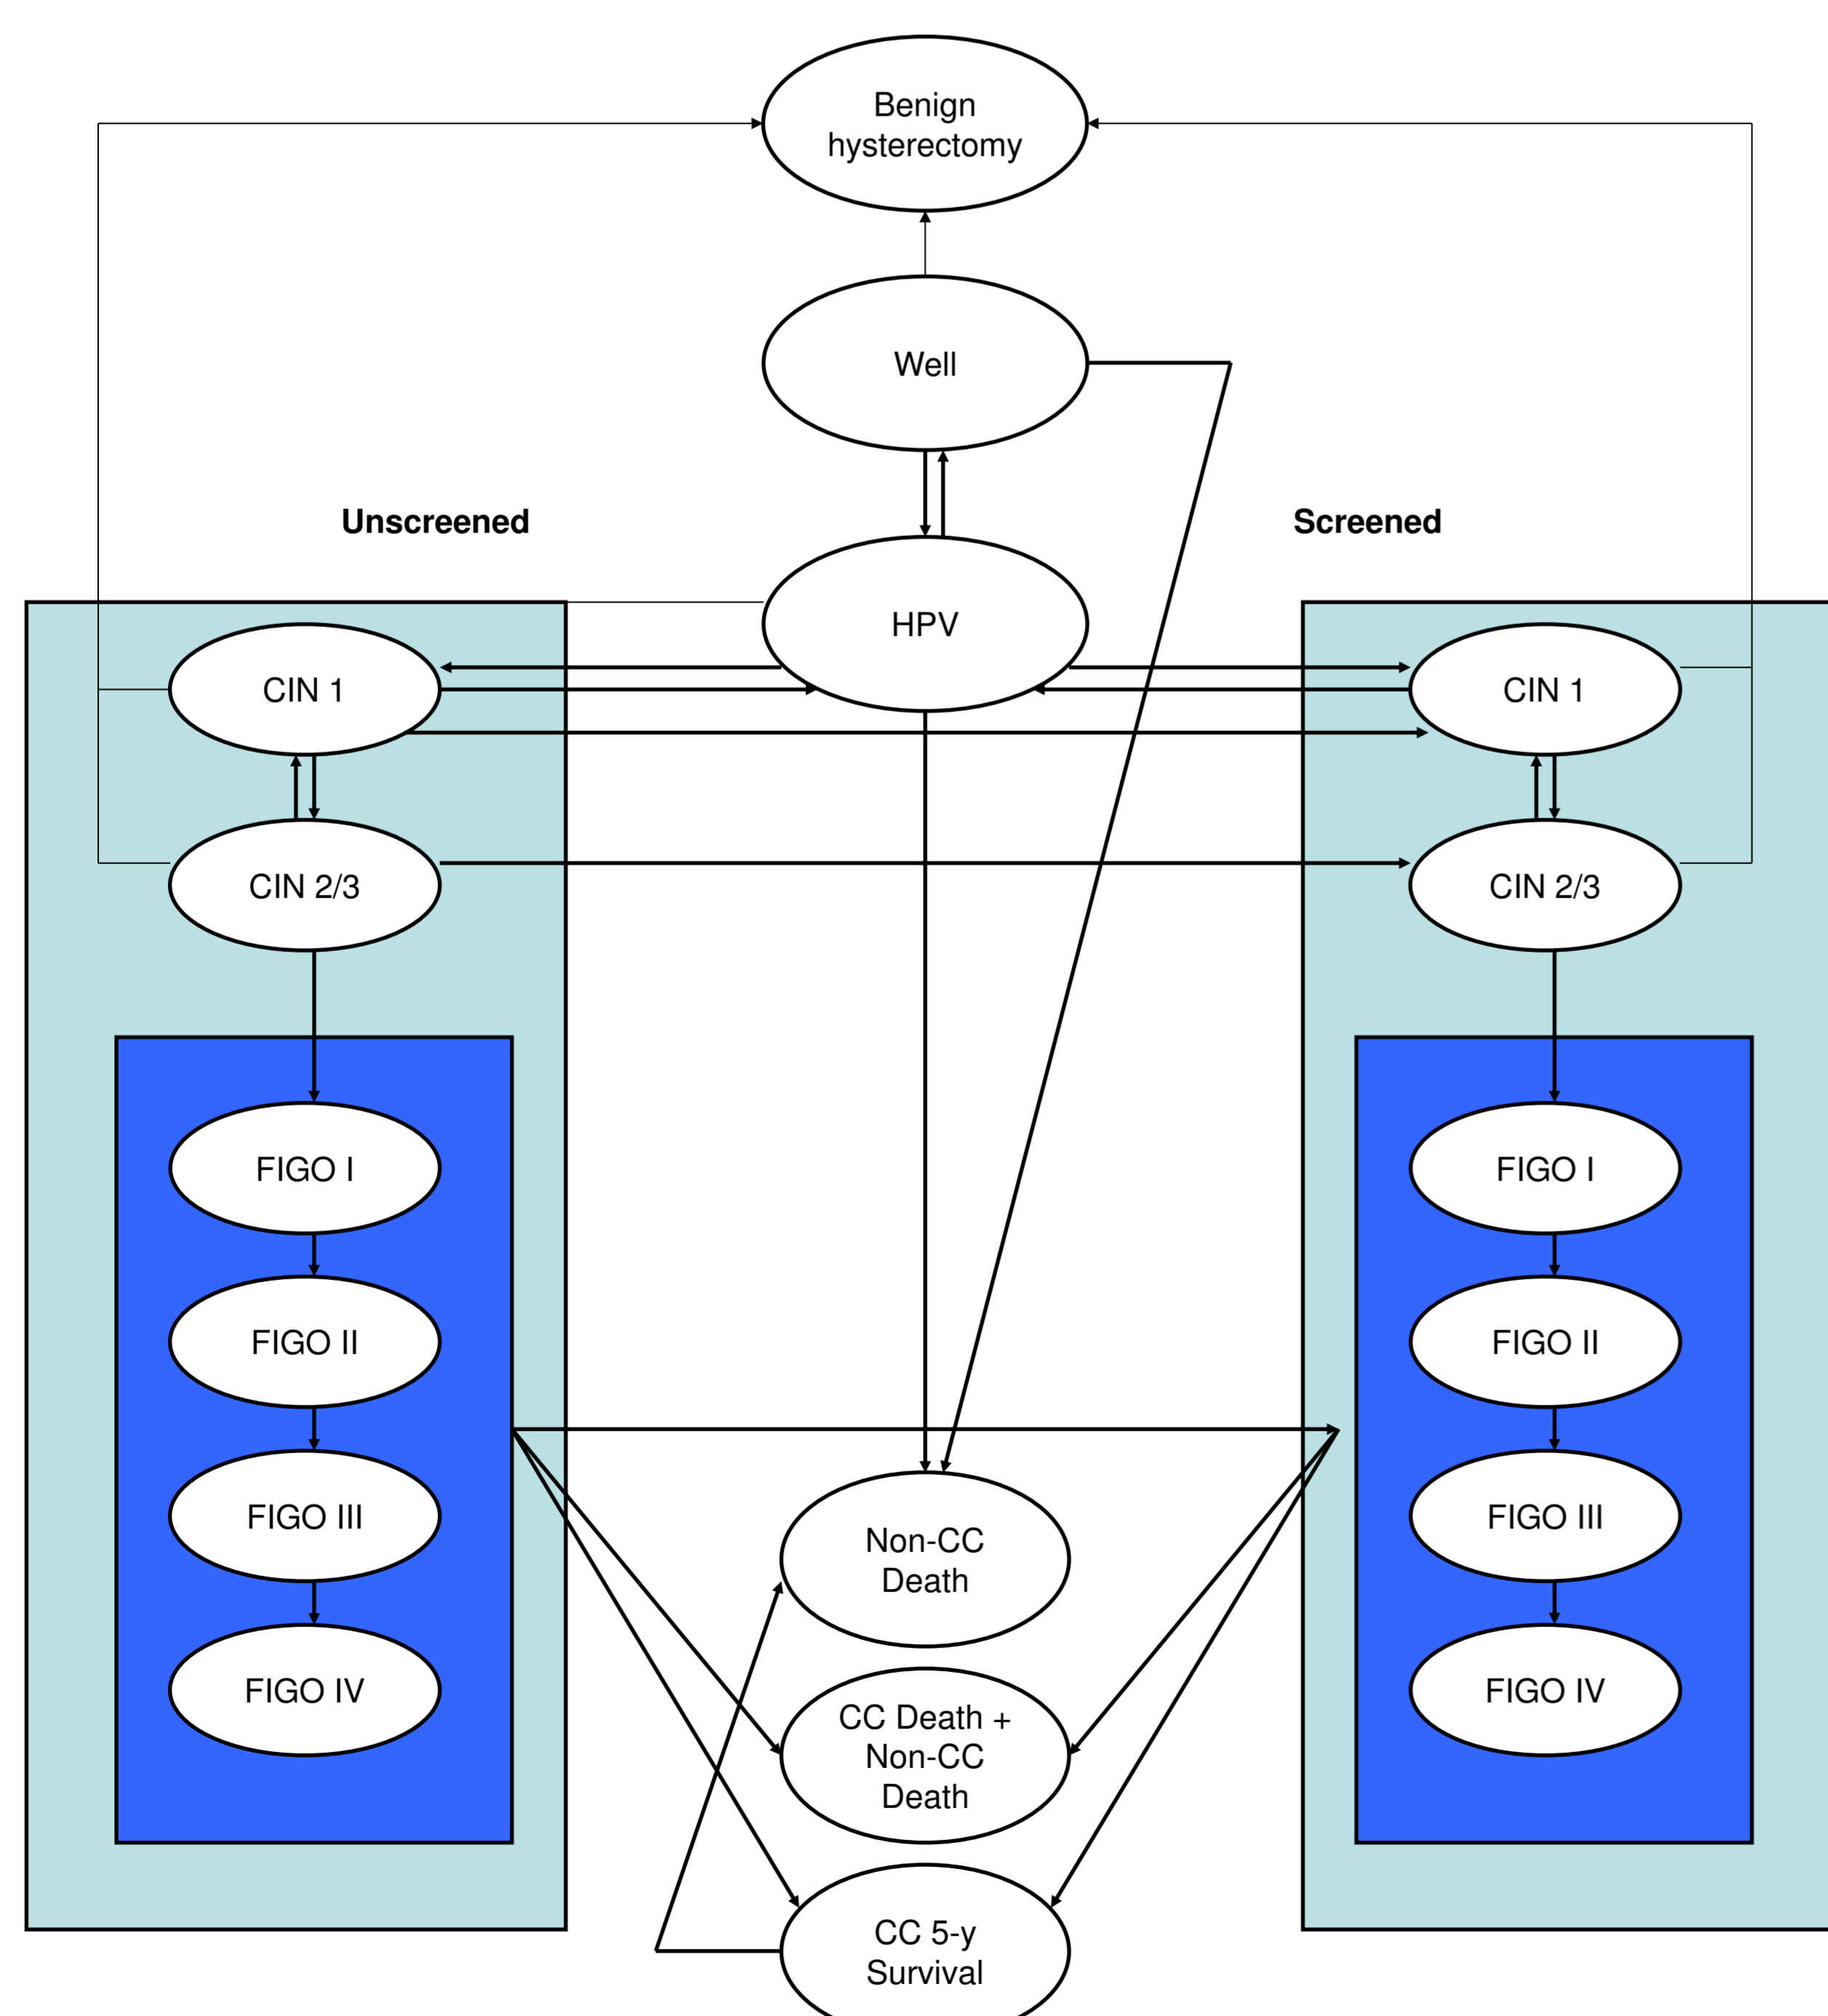 Benign
hysterectomy
Well
Unscreened
Screened
HPV
CIN 1
CIN 1
CIN 2/3
CIN 2/3
FIGO I
FIGO I
FIGO II
FIGO II
FIGO III
FIGO III
Non-CC
Death
FIGO IV
FIGO IV
CC Death +
Non-CC
Death
CC 5-y
Survival